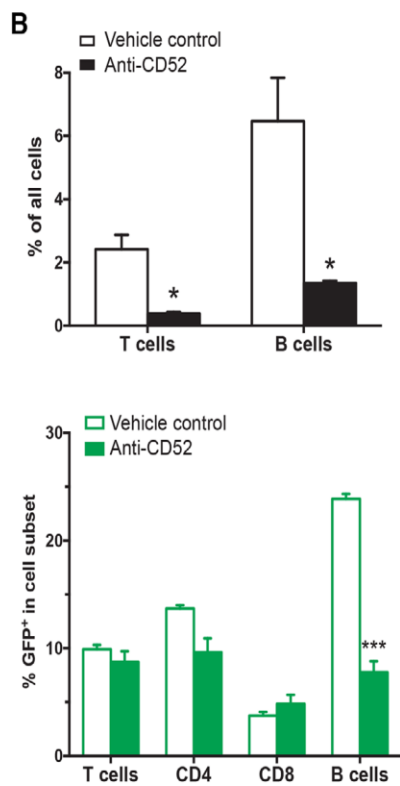 B
Vehicle control
Anti-CD52
% of all cells
8
6
4
2
0
*
*
T cells
B cells
Vehicle control
Anti-CD52
% GFP⁺ in cell subset
30
20
10
0
***
T cells
CD4
CD8
B cells